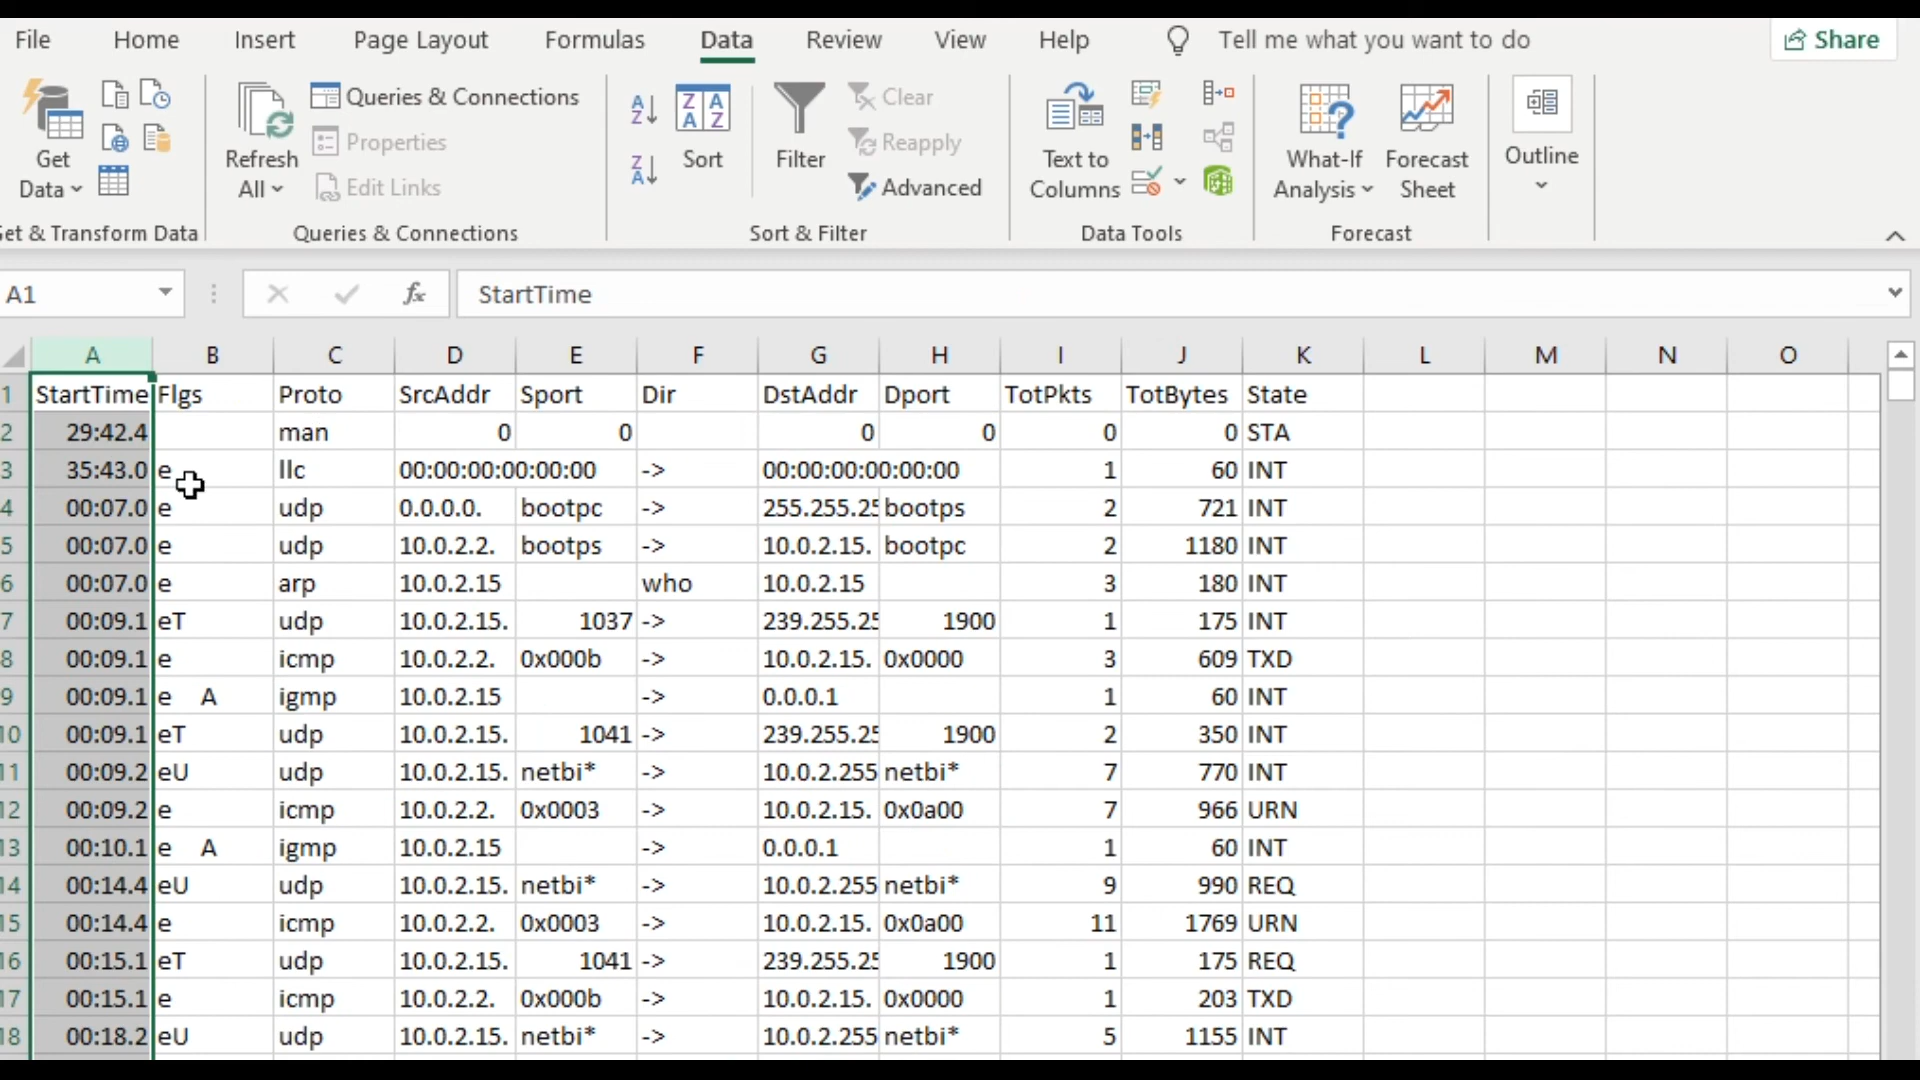 File Home Insert Page Layout Formulas Data Review View Help Tell me what you want to do Share
Get Data Refresh All Queries & Connections Properties Edit Links Sort Filter Clear Reapply Advanced Text to Columns What-If Analysis Forecast Sheet Outline
Get & Transform Data Queries & Connections Sort & Filter Data Tools Forecast
A1 fx StartTime
A B C D E F G H I J K L M N O
1 StartTime Flgs Proto SrcAddr Sport Dir DstAddr Dport TotPkts TotBytes State
2 29:42.4 man 0 0 0 0 0 0 STA
3 35:43.0 e llc 00:00:00:00:00:00 -> 00:00:00:00:00:00 1 60 INT
4 00:07.0 e udp 0.0.0.0. bootpc -> 255.255.25 bootps 2 721 INT
5 00:07.0 e udp 10.0.2.2. bootps -> 10.0.2.15. bootpc 2 1180 INT
6 00:07.0 e arp 10.0.2.15 who 10.0.2.15 3 180 INT
7 00:09.1 eT udp 10.0.2.15. 1037 -> 239.255.25 1900 1 175 INT
8 00:09.1 e icmp 10.0.2.2. 0x000b -> 10.0.2.15. 0x0000 3 609 TXD
9 00:09.1 e A igmp 10.0.2.15 -> 0.0.0.1 1 60 INT
10 00:09.1 eT udp 10.0.2.15. 1041 -> 239.255.25 1900 2 350 INT
11 00:09.2 eU udp 10.0.2.15. netbi* -> 10.0.2.255 netbi* 7 770 INT
12 00:09.2 e icmp 10.0.2.2. 0x0003 -> 10.0.2.15. 0x0a00 7 966 URN
13 00:10.1 e A igmp 10.0.2.15 -> 0.0.0.1 1 60 INT
14 00:14.4 eU udp 10.0.2.15. netbi* -> 10.0.2.255 netbi* 9 990 REQ
15 00:14.4 e icmp 10.0.2.2. 0x0003 -> 10.0.2.15. 0x0a00 11 1769 URN
16 00:15.1 eT udp 10.0.2.15. 1041 -> 239.255.25 1900 1 175 REQ
17 00:15.1 e icmp 10.0.2.2. 0x000b -> 10.0.2.15. 0x0000 1 203 TXD
18 00:18.2 eU udp 10.0.2.15. netbi* -> 10.0.2.255 netbi* 5 1155 INT